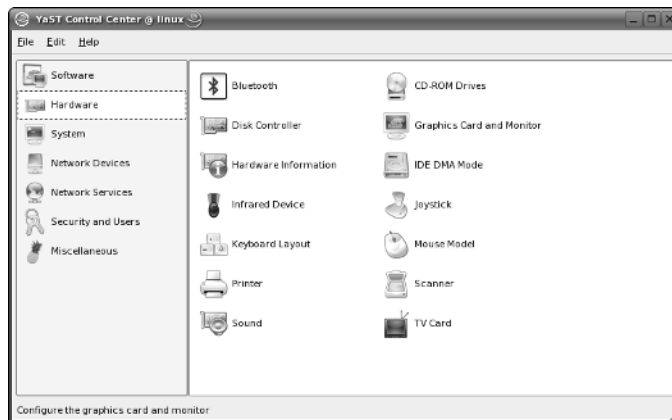 YaST Control Center @ linux
File Edit Help
Software
Hardware
System
Network Devices
Network Services
Security and Users
Miscellaneous
Bluetooth
CD-ROM Drives
Disk Controller
Graphics Card and Monitor
Hardware Information
IDE DMA Mode
Infrared Device
Joystick
Keyboard Layout
Mouse Model
Printer
Scanner
Sound
TV Card
Configure the graphics card and monitor